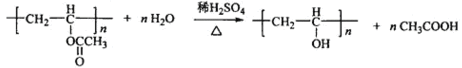 -[CH₂-CH]ₙ- + n H₂O 稀H₂SO₄ △ → -[CH₂-CH]ₙ- + n CH₃COOH
OCCH₃ OH
O